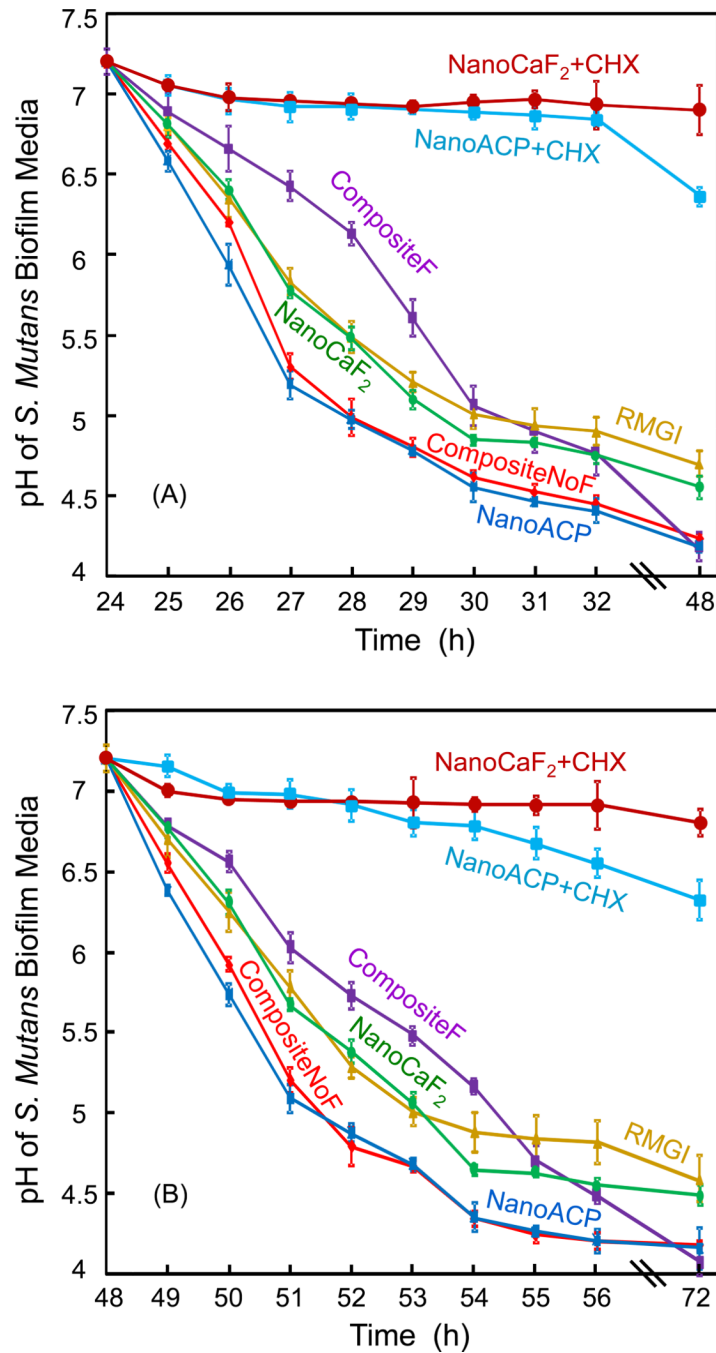 7.5
NanoCaF₂+CHX
7
NanoACP+CHX
6.5
CompositeF
6
NanoCaF₂
5.5
RMGI
5
CompositeNoF
4.5
NanoACP
(A)
4
pH of S. Mutans Biofilm Media
24 25 26 27 28 29 30 31 32 48
Time (h)
7.5
NanoCaF₂+CHX
7
NanoACP+CHX
6.5
CompositeF
6
CompositeNoF
NanoCaF₂
5.5
RMGI
5
NanoACP
4.5
(B)
4
pH of S. Mutans Biofilm Media
48 49 50 51 52 53 54 55 56 72
Time (h)